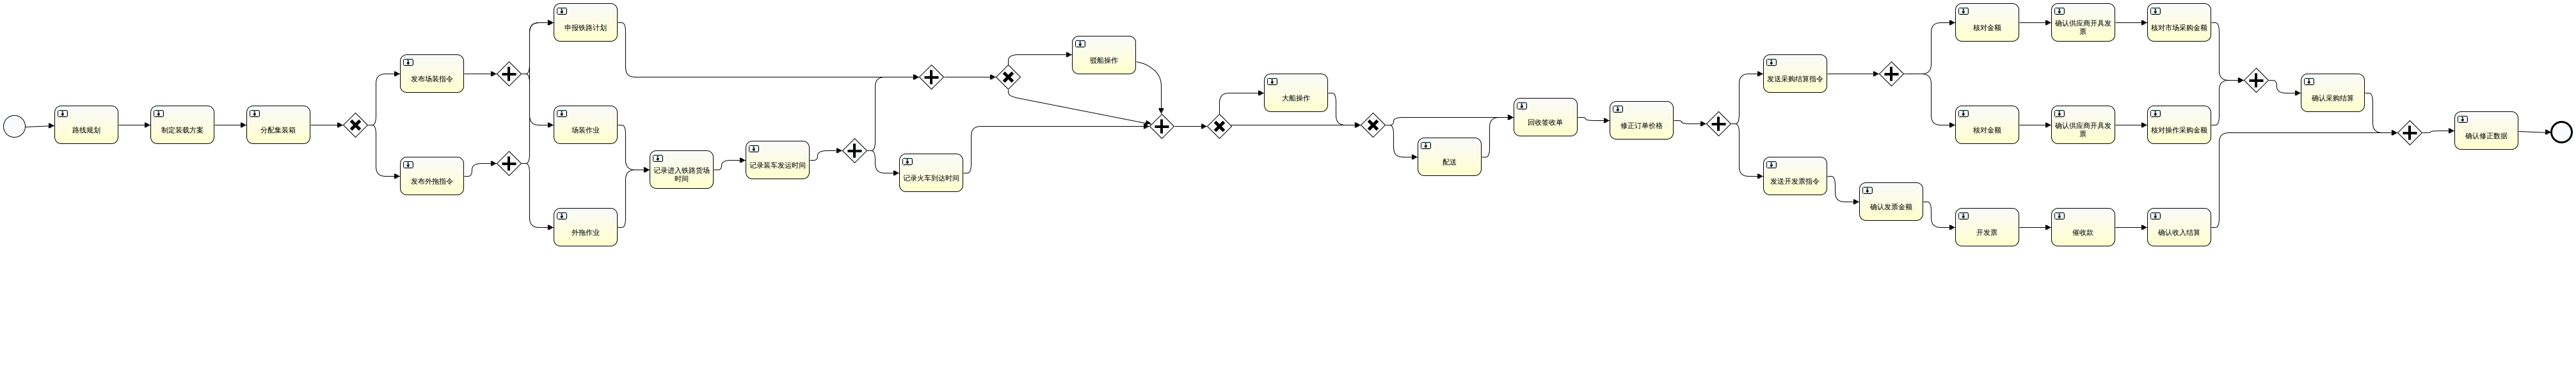 路线规划
制定装载方案
分配集装箱
发布场装指令
发布外拖指令
申报铁路计划
场装作业
外拖作业
记录进入铁路货场
时间
记录装车发运时间
记录火车到达时间
驳船操作
大船操作
配送
回收签收单
修正订单价格
发送采购结算指令
发送开发票指令
确认发票金额
核对金额
确认供应商开具发
票
核对市场采购金额
核对金额
确认供应商开具发
票
核对操作采购金额
开发票
催收款
确认收入结算
确认采购结算
确认修正数据